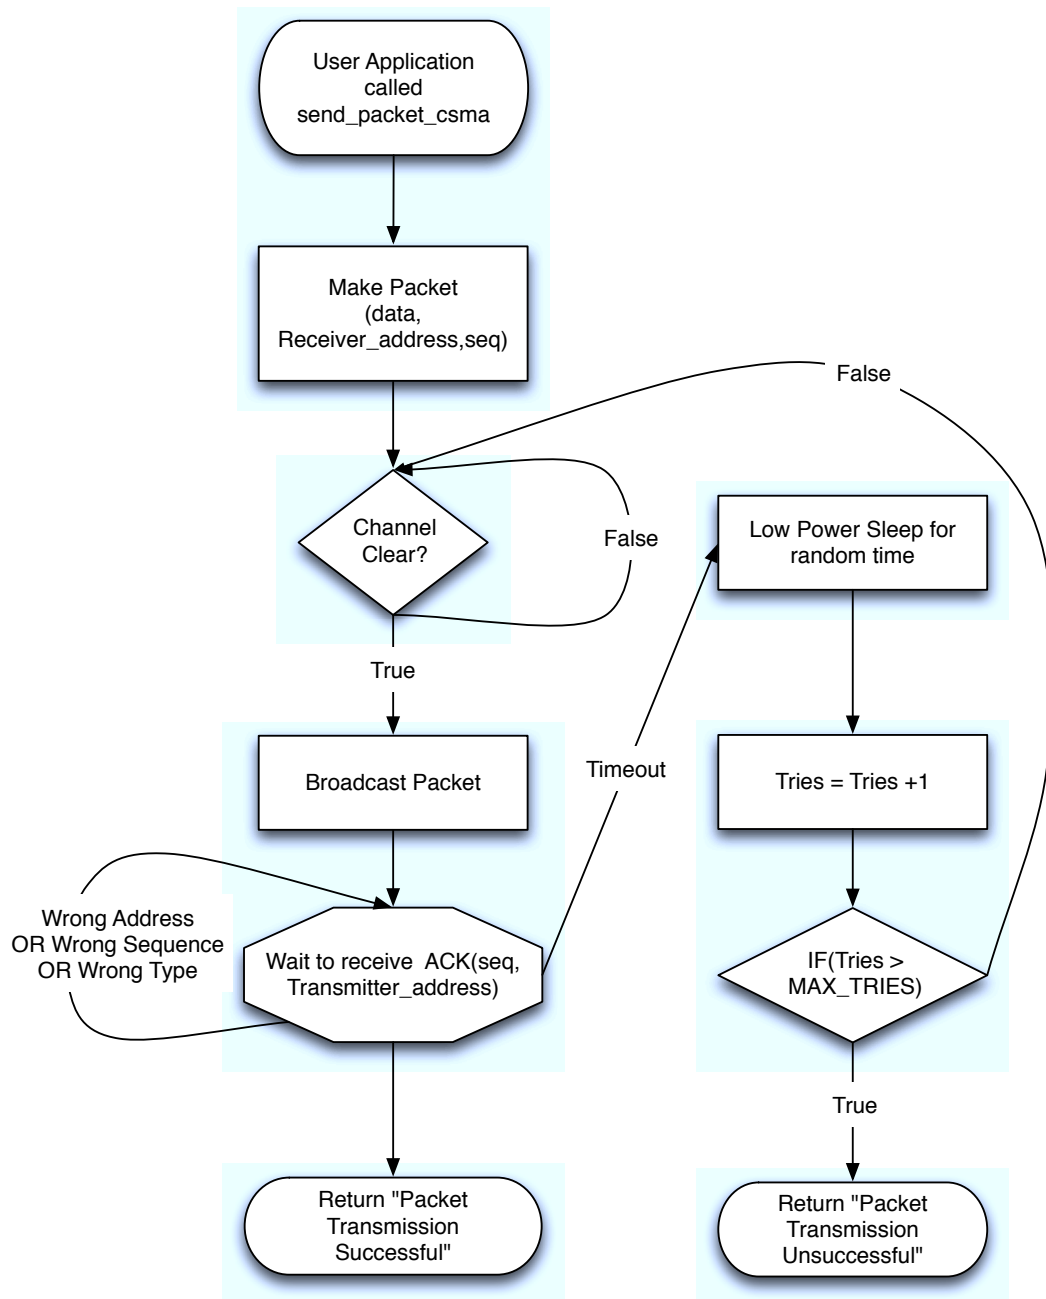 User Application
called
send_packet_csma
Make Packet
(data,
Receiver_address,seq)
False
Channel
Clear?
False
Low Power Sleep for
random time
True
Broadcast Packet
Timeout
Tries = Tries +1
Wrong Address
OR Wrong Sequence
OR Wrong Type
Wait to receive  ACK(seq,
Transmitter_address)
IF(Tries >
MAX_TRIES)
True
Return "Packet
Transmission
Successful"
Return "Packet
Transmission
Unsuccessful"